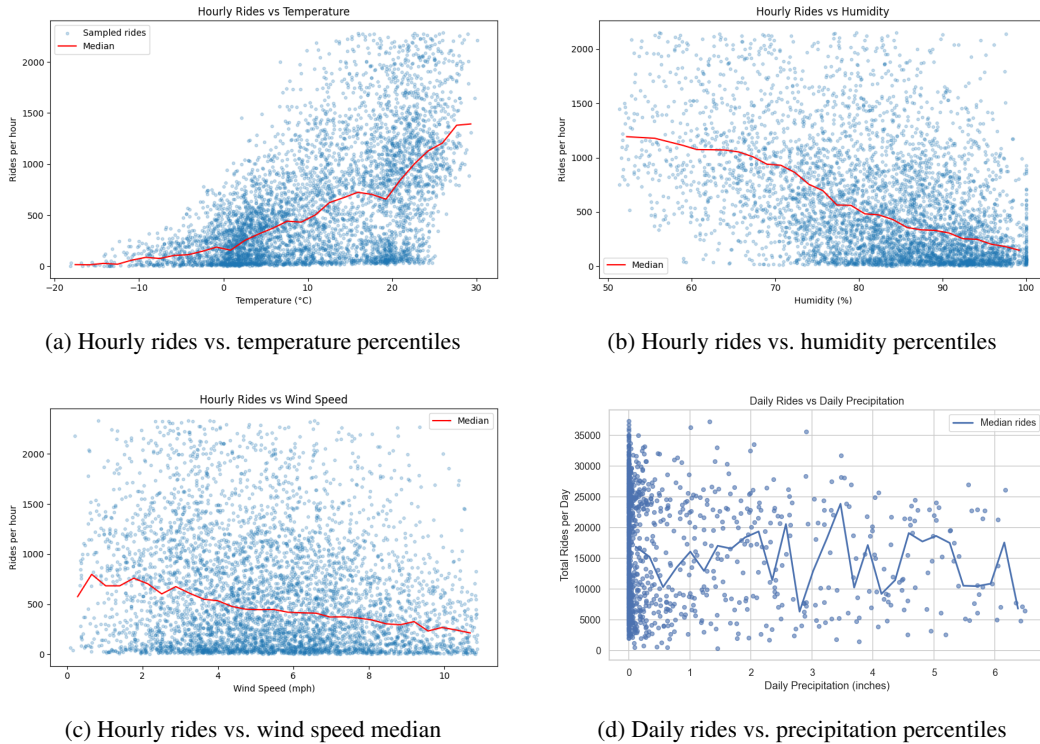 Hourly Rides vs Temperature
Sampled rides
Median
2000
1500
1000
500
0
Rides per hour
−20
−10
0
10
20
30
Temperature (°C)
(a) Hourly rides vs. temperature percentiles
Hourly Rides vs Humidity
2000
1500
1000
500
0
Rides per hour
Median
50
60
70
80
90
100
Humidity (%)
(b) Hourly rides vs. humidity percentiles
Hourly Rides vs Wind Speed
Median
2000
1500
1000
500
0
Rides per hour
0
2
4
6
8
10
Wind Speed (mph)
(c) Hourly rides vs. wind speed median
Daily Rides vs Daily Precipitation
Median rides
35000
30000
25000
20000
15000
10000
5000
0
Total Rides per Day
0
1
2
3
4
5
6
Daily Precipitation (inches)
(d) Daily rides vs. precipitation percentiles